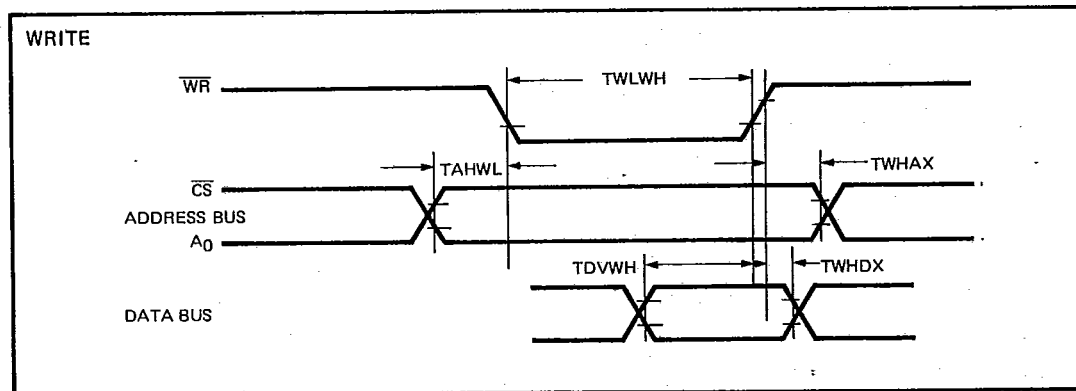 WRITE
WR
TWLWH
TAHWL
TWHAX
CS
ADDRESS BUS
A0
TDVWH
TWHDX
DATA BUS